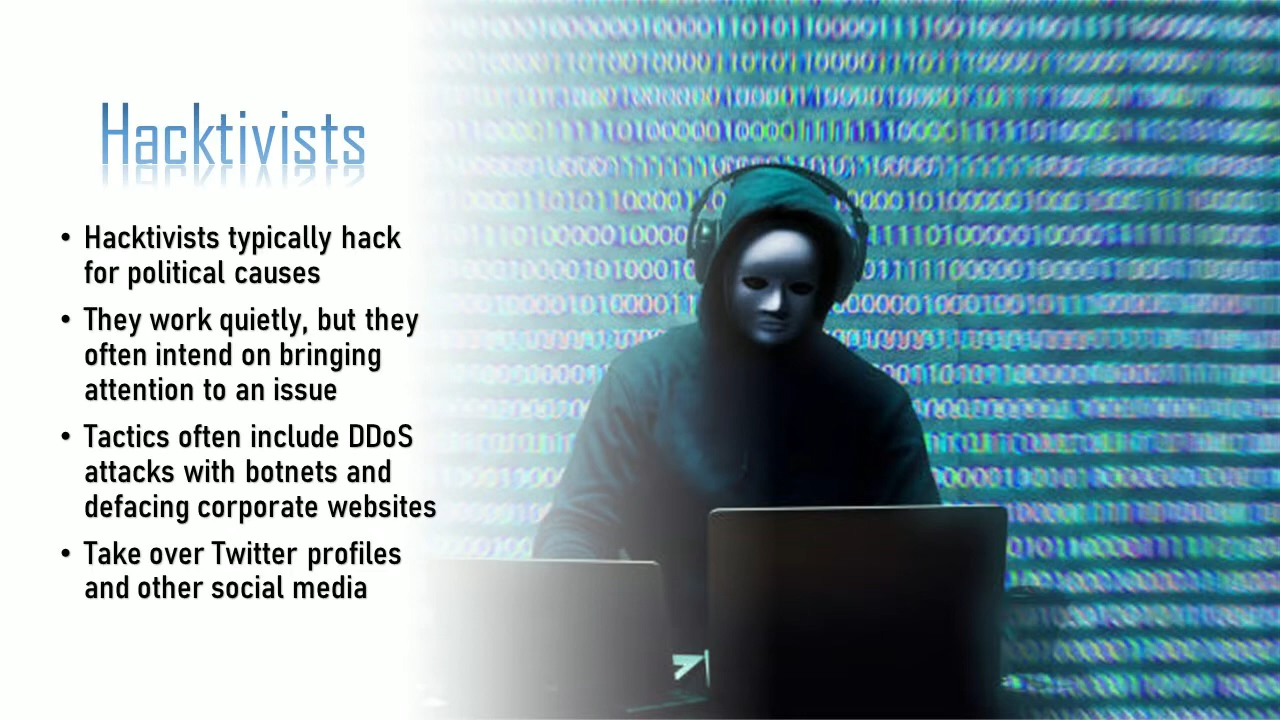 Hacktivists
• Hacktivists typically hack
for political causes
• They work quietly, but they
often intend on bringing
attention to an issue
• Tactics often include DDoS
attacks with botnets and
defacing corporate websites
• Take over Twitter profiles
and other social media